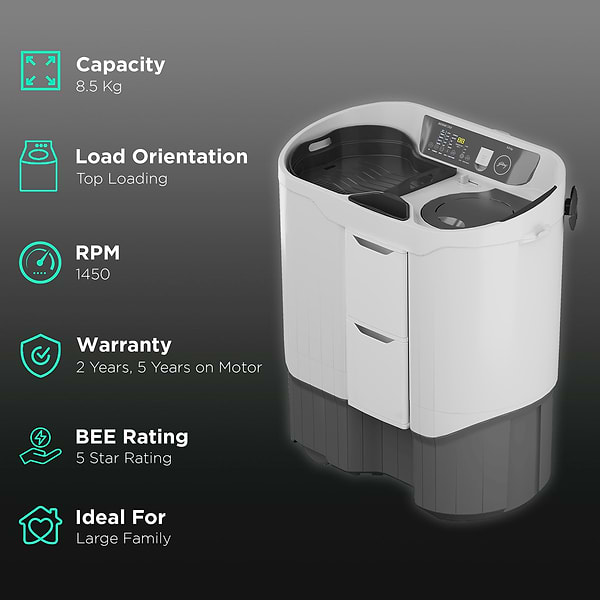 Capacity
8.5 Kg
Load Orientation
Top Loading
RPM
1450
Warranty
2 Years, 5 Years on Motor
BEE Rating
5 Star Rating
Ideal For
Large Family